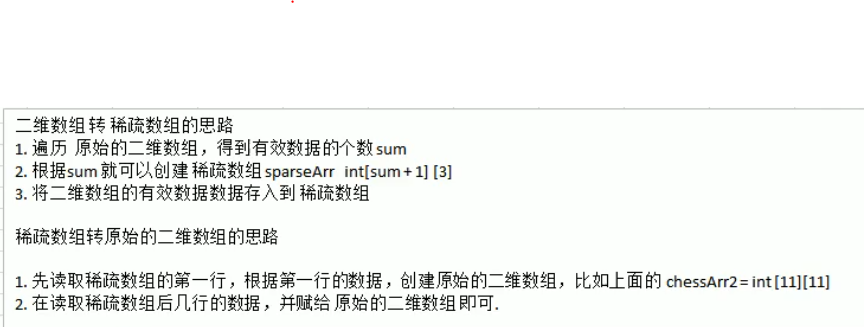 二维数组 转 稀疏数组的思路
1. 遍历 原始的二维数组，得到有效数据的个数 sum
2. 根据sum 就可以创建 稀疏数组 sparseArr int[sum + 1] [3]
3. 将二维数组的有效数据数据存入到 稀疏数组
稀疏数组转原始的二维数组的思路
1. 先读取稀疏数组的第一行，根据第一行的数据，创建原始的二维数组，比如上面的 chessArr2 = int [11][11]
2. 在读取稀疏数组后几行的数据，并赋给 原始的二维数组 即可.